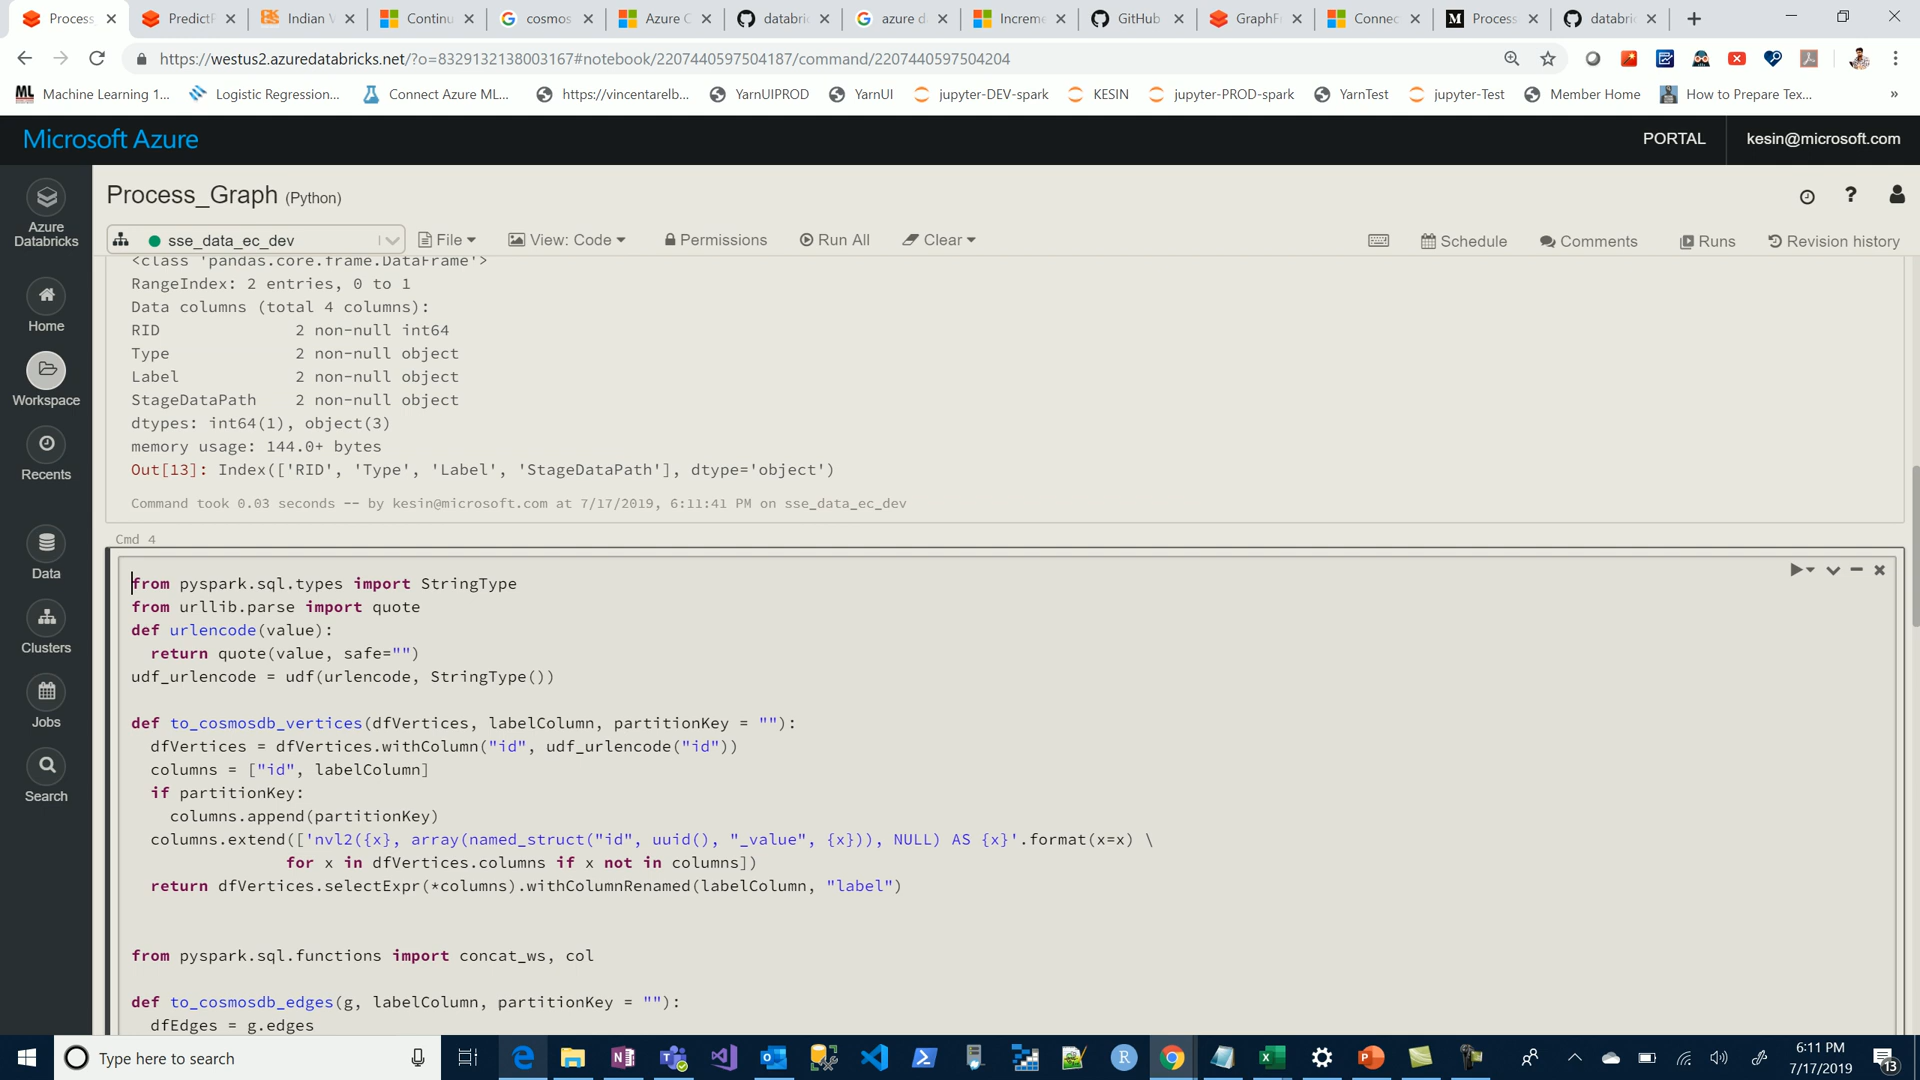 Process
PredictF
Indian V
Continu
cosmos
Azure C
databric
azure d
Increme
GitHub
GraphFr
Connec
Process
databric
https://westus2.azuredatabricks.net/?o=8329132138003167#notebook/2207440597504187/command/2207440597504204
ML Machine Learning 1...
Logistic Regression...
Connect Azure ML...
https://vincentarelb...
YarnUIPROD
YarnUI
jupyter-DEV-spark
KESIN
jupyter-PROD-spark
YarnTest
jupyter-Test
Member Home
How to Prepare Tex...
»
Microsoft Azure
PORTAL
kesin@microsoft.com
Azure
Databricks
Home
Workspace
Recents
Data
Clusters
Jobs
Search
Process_Graph (Python)
sse_data_ec_dev
File
View: Code
Permissions
Run All
Clear
Schedule
Comments
Runs
Revision history
<class 'pandas.core.frame.DataFrame'>
RangeIndex: 2 entries, 0 to 1
Data columns (total 4 columns):
RID 2 non-null int64
Type 2 non-null object
Label 2 non-null object
StageDataPath 2 non-null object
dtypes: int64(1), object(3)
memory usage: 144.0+ bytes
Out[13]: Index(['RID', 'Type', 'Label', 'StageDataPath'], dtype='object')
Command took 0.03 seconds -- by kesin@microsoft.com at 7/17/2019, 6:11:41 PM on sse_data_ec_dev
Cmd 4
from pyspark.sql.types import StringType
from urllib.parse import quote
def urlencode(value):
return quote(value, safe="")
udf_urlencode = udf(urlencode, StringType())
def to_cosmosdb_vertices(dfVertices, labelColumn, partitionKey = ""):
dfVertices = dfVertices.withColumn("id", udf_urlencode("id"))
columns = ["id", labelColumn]
if partitionKey:
columns.append(partitionKey)
columns.extend(['nvl2({x}, array(named_struct("id", uuid(), "_value", {x})), NULL) AS {x}'.format(x=x) \
for x in dfVertices.columns if x not in columns])
return dfVertices.selectExpr(*columns).withColumnRenamed(labelColumn, "label")
from pyspark.sql.functions import concat_ws, col
def to_cosmosdb_edges(g, labelColumn, partitionKey = ""):
dfEdges = g.edges
Type here to search
6:11 PM
7/17/2019
13